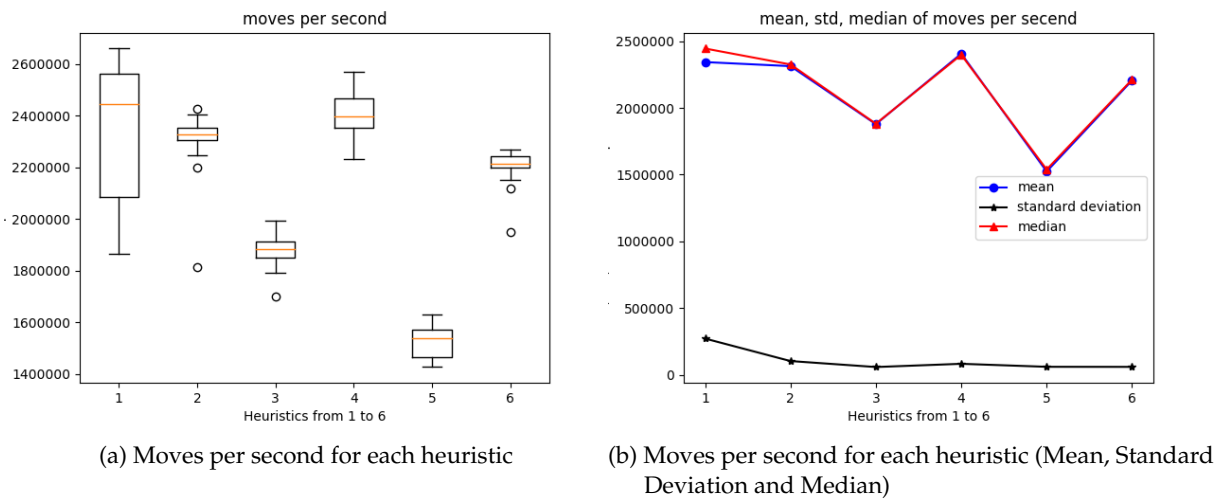 moves per second
2600000
2400000
2200000
2000000
1800000
1600000
1400000
1 2 3 4 5 6
Heuristics from 1 to 6
(a) Moves per second for each heuristic
mean, std, median of moves per secend
2500000
2000000
1500000
1000000
500000
0
mean
standard deviation
median
1 2 3 4 5 6
Heuristics from 1 to 6
(b) Moves per second for each heuristic (Mean, Standard
Deviation and Median)